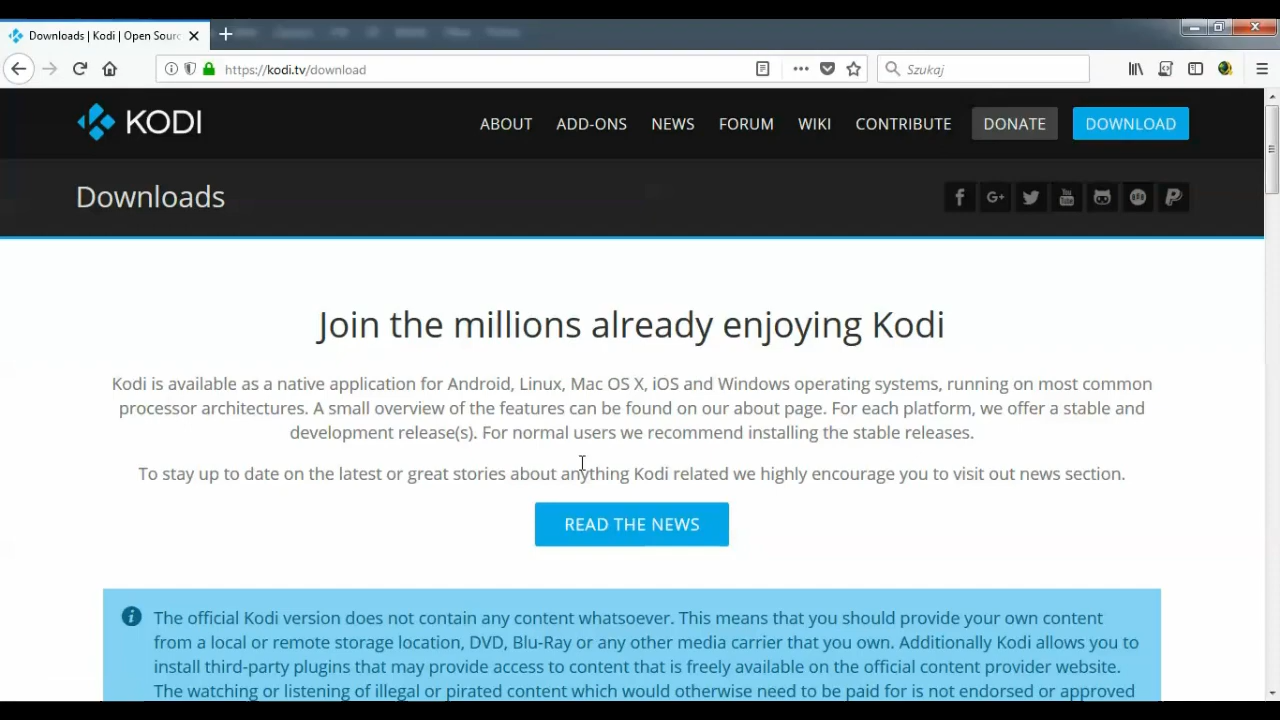 Downloads | Kodi | Open Sourc
https://kodi.tv/download
Szukaj
KODI
ABOUT ADD-ONS NEWS FORUM WIKI CONTRIBUTE DONATE DOWNLOAD
Downloads
Join the millions already enjoying Kodi
Kodi is available as a native application for Android, Linux, Mac OS X, iOS and Windows operating systems, running on most common
processor architectures. A small overview of the features can be found on our about page. For each platform, we offer a stable and
development release(s). For normal users we recommend installing the stable releases.
To stay up to date on the latest or great stories about anything Kodi related we highly encourage you to visit out news section.
READ THE NEWS
The official Kodi version does not contain any content whatsoever. This means that you should provide your own content
from a local or remote storage location, DVD, Blu-Ray or any other media carrier that you own. Additionally Kodi allows you to
install third-party plugins that may provide access to content that is freely available on the official content provider website.
The watching or listening of illegal or pirated content which would otherwise need to be paid for is not endorsed or approved